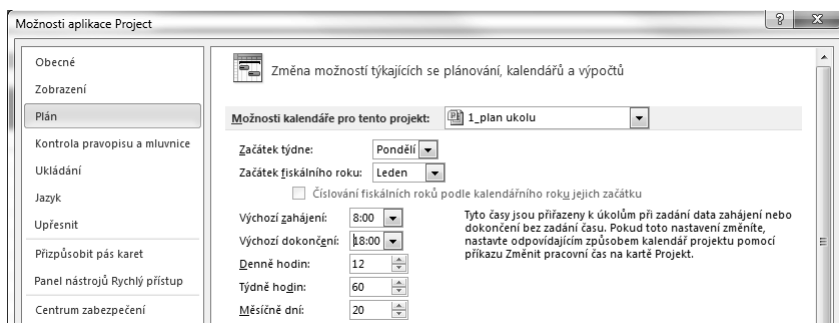 Možnosti aplikace Project
Obecné
Zobrazení
Plán
Kontrola pravopisu a mluvnice
Ukládání
Jazyk
Upřesnit
Přizpůsobit pás karet
Panel nástrojů Rychlý přístup
Centrum zabezpečení
Změna možností týkajících se plánování, kalendářů a výpočtů
Možnosti kalendáře pro tento projekt: 1_plan ukolu
Začátek týdne: Pondělí
Začátek fiskálního roku: Leden
Číslování fiskálních roků podle kalendářního roku jejich začátku
Výchozí zahájení: 8:00
Výchozí dokončení: 18:00
Denně hodin: 12
Týdně hodin: 60
Měsíčně dní: 20
Tyto časy jsou přiřazeny k úkolům při zadání data zahájení nebo
dokončení bez zadání času. Pokud toto nastavení změníte,
nastavte odpovídajícím způsobem kalendář projektu pomocí
příkazu Změnit pracovní čas na kartě Projekt.